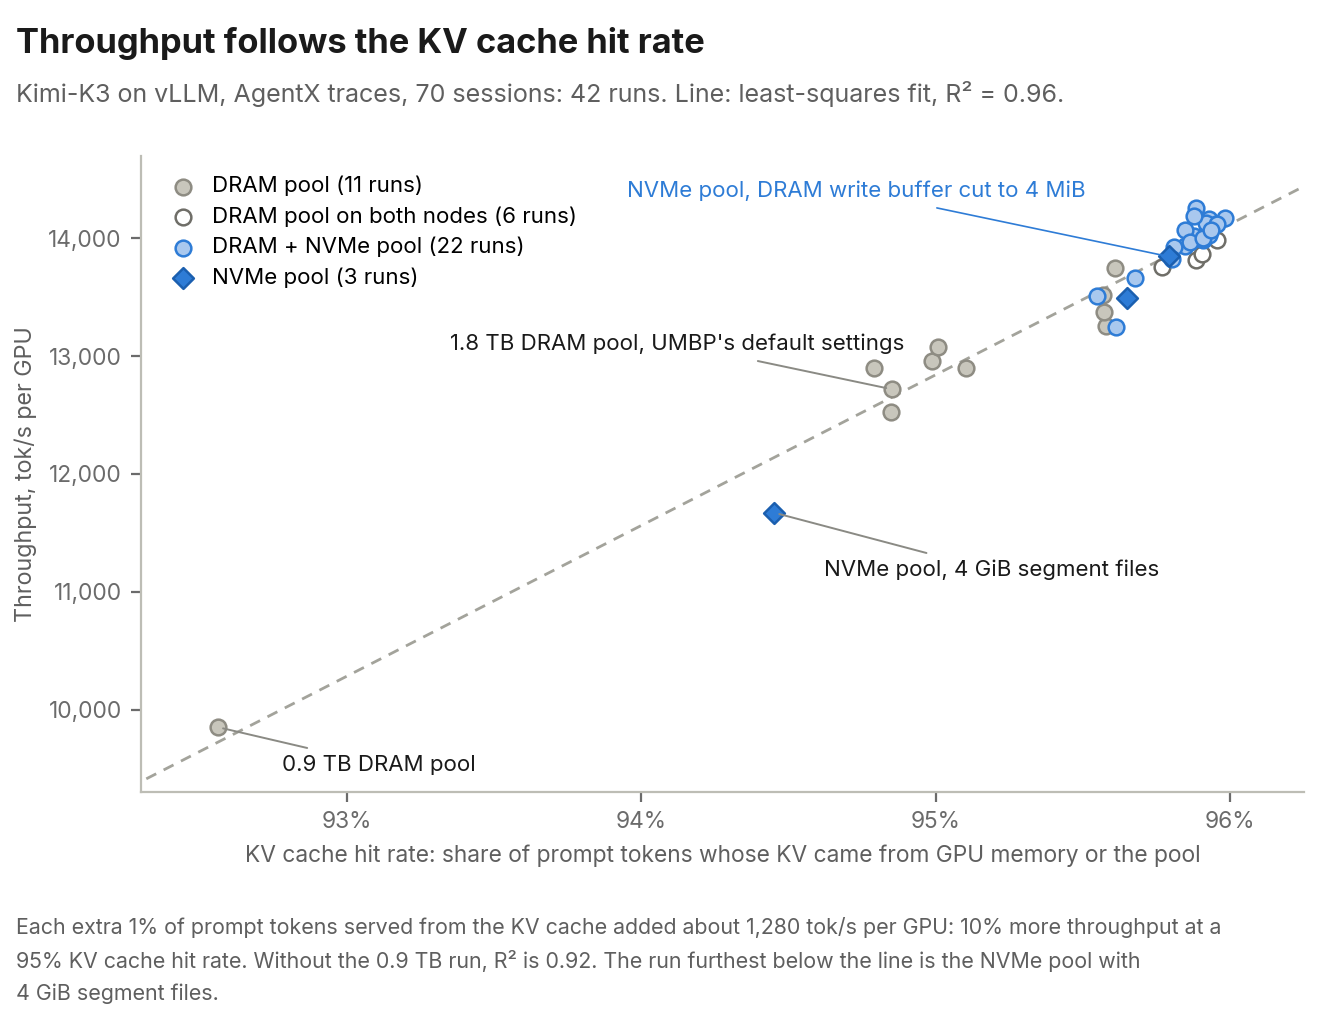 Throughput follows the KV cache hit rate
Kimi-K3 on vLLM, AgentX traces, 70 sessions: 42 runs. Line: least-squares fit, R² = 0.96.
DRAM pool (11 runs)
DRAM pool on both nodes (6 runs)
DRAM + NVMe pool (22 runs)
NVMe pool (3 runs)
NVMe pool, DRAM write buffer cut to 4 MiB
1.8 TB DRAM pool, UMBP's default settings
NVMe pool, 4 GiB segment files
0.9 TB DRAM pool
Throughput, tok/s per GPU
14,000
13,000
12,000
11,000
10,000
93%
94%
95%
96%
KV cache hit rate: share of prompt tokens whose KV came from GPU memory or the pool
Each extra 1% of prompt tokens served from the KV cache added about 1,280 tok/s per GPU: 10% more throughput at a
95% KV cache hit rate. Without the 0.9 TB run, R² is 0.92. The run furthest below the line is the NVMe pool with
4 GiB segment files.